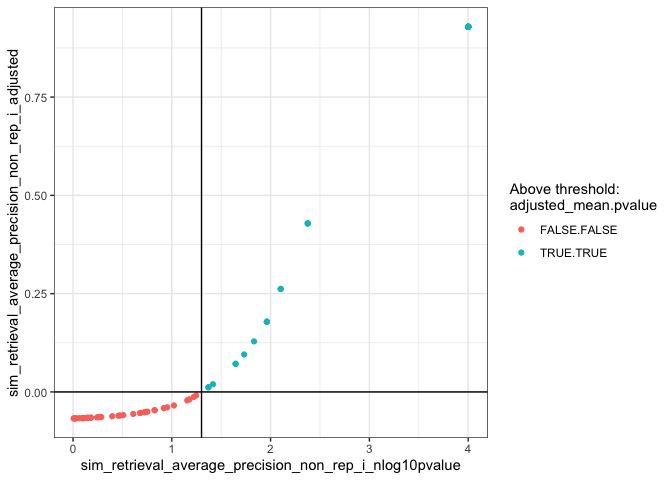 sim_retrieval_average_precision_non_rep_i_adjusted
0.75
0.50
0.25
0.00
0
1
2
3
4
sim_retrieval_average_precision_non_rep_i_nlog10pvalue
Above threshold:
adjusted_mean.pvalue
FALSE.FALSE
TRUE.TRUE